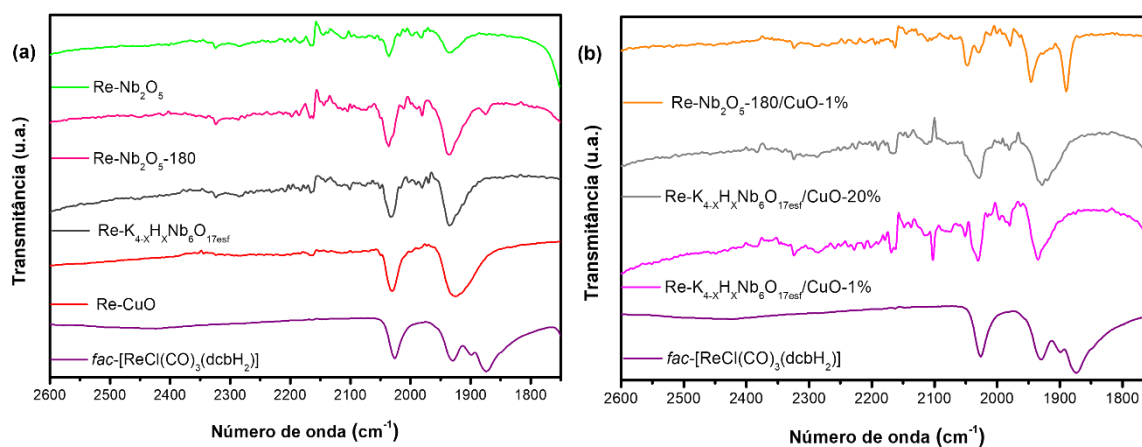 (a)
Transmitância (u.a.)
Re-Nb₂O₅
Re-Nb₂O₅-180
Re-K₄₋ₓHₓNb₆O₁₇esf
Re-CuO
fac-[ReCl(CO)₃(dcbH₂)]
2600 2500 2400 2300 2200 2100 2000 1900 1800
Número de onda (cm⁻¹)
(b)
Transmitância (u.a.)
Re-Nb₂O₅-180/CuO-1%
Re-K₄₋ₓHₓNb₆O₁₇esf/CuO-20%
Re-K₄₋ₓHₓNb₆O₁₇esf/CuO-1%
fac-[ReCl(CO)₃(dcbH₂)]
2600 2500 2400 2300 2200 2100 2000 1900 1800
Número de onda (cm⁻¹)